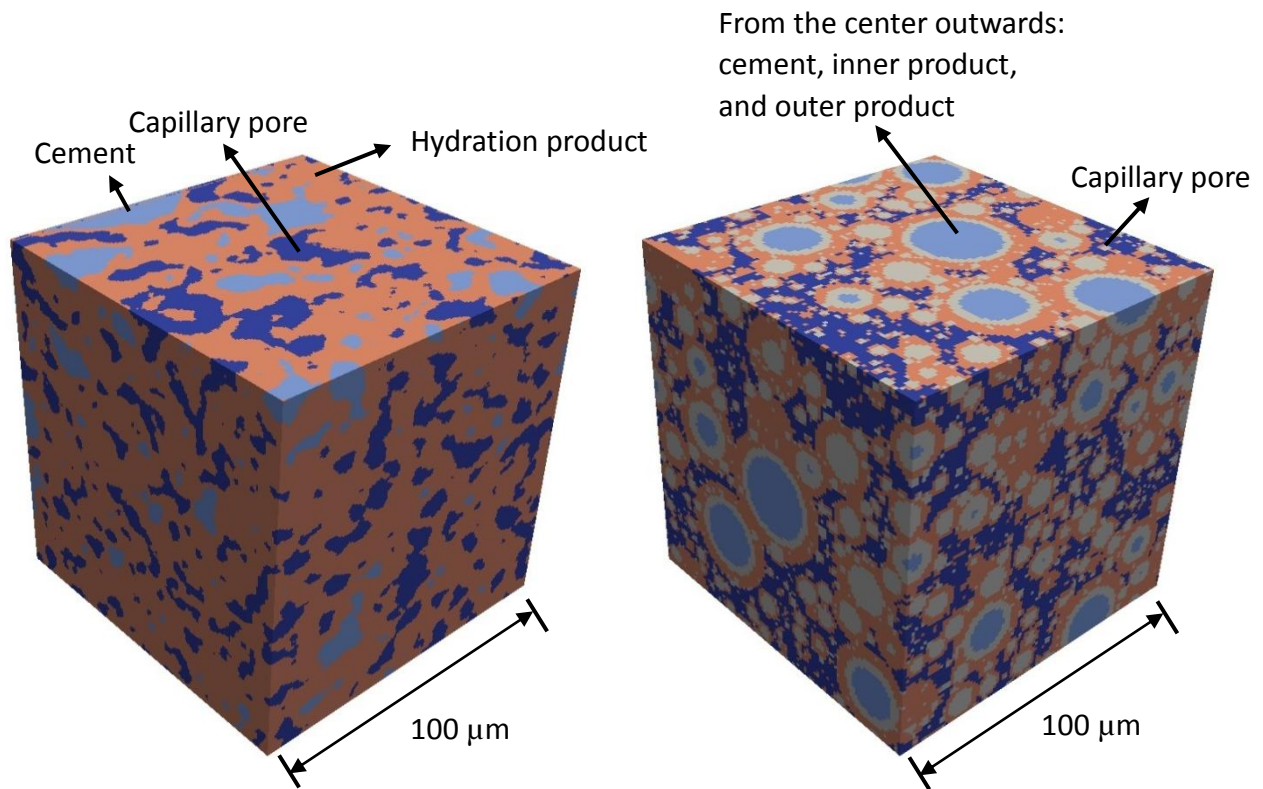 From the center outwards:
cement, inner product,
and outer product
Capillary pore
Cement
Hydration product
Capillary pore
100 μm
100 μm